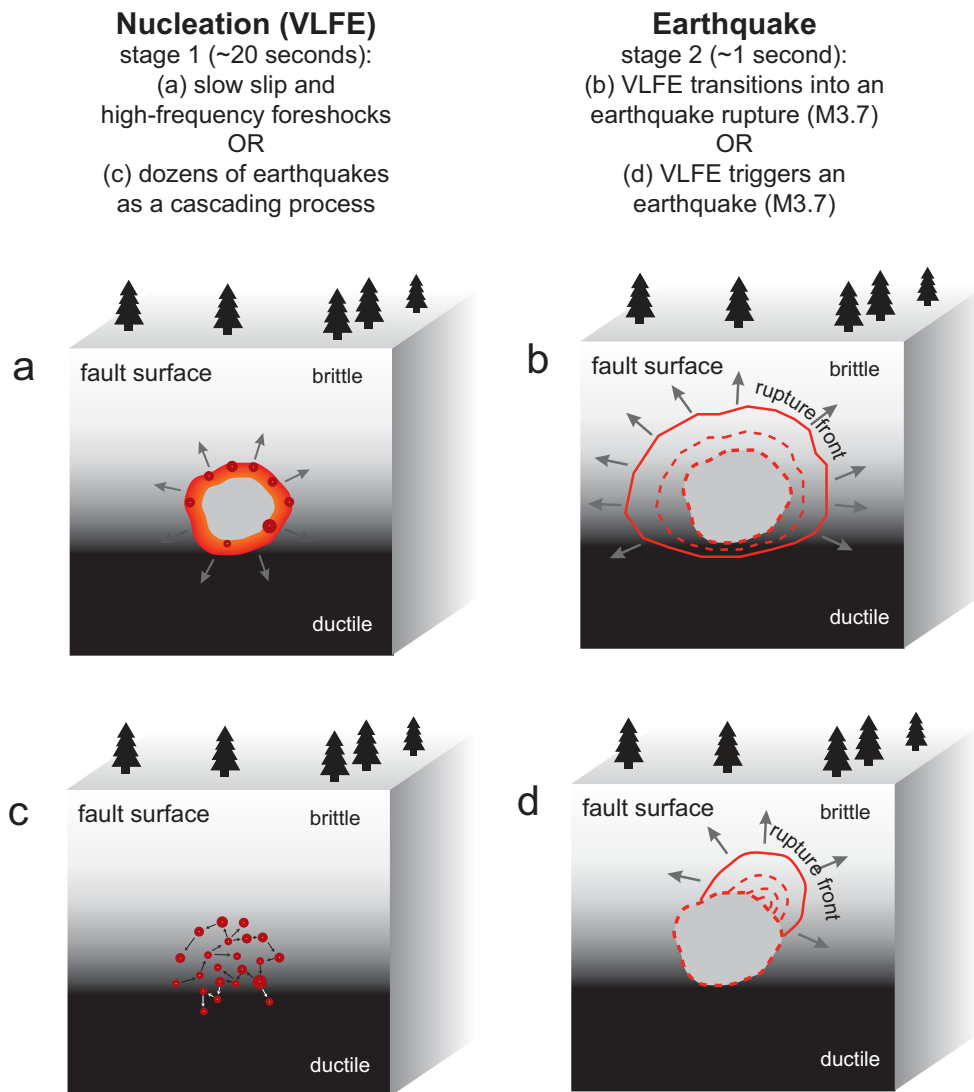 Nucleation (VLFE)
stage 1 (~20 seconds):
(a) slow slip and
high-frequency foreshocks
OR
(c) dozens of earthquakes
as a cascading process
Earthquake
stage 2 (~1 second):
(b) VLFE transitions into an
earthquake rupture (M3.7)
OR
(d) VLFE triggers an
earthquake (M3.7)
a
fault surface
brittle
ductile
b
fault surface
brittle
rupture front
ductile
c
fault surface
brittle
ductile
d
fault surface
brittle
rupture front
ductile